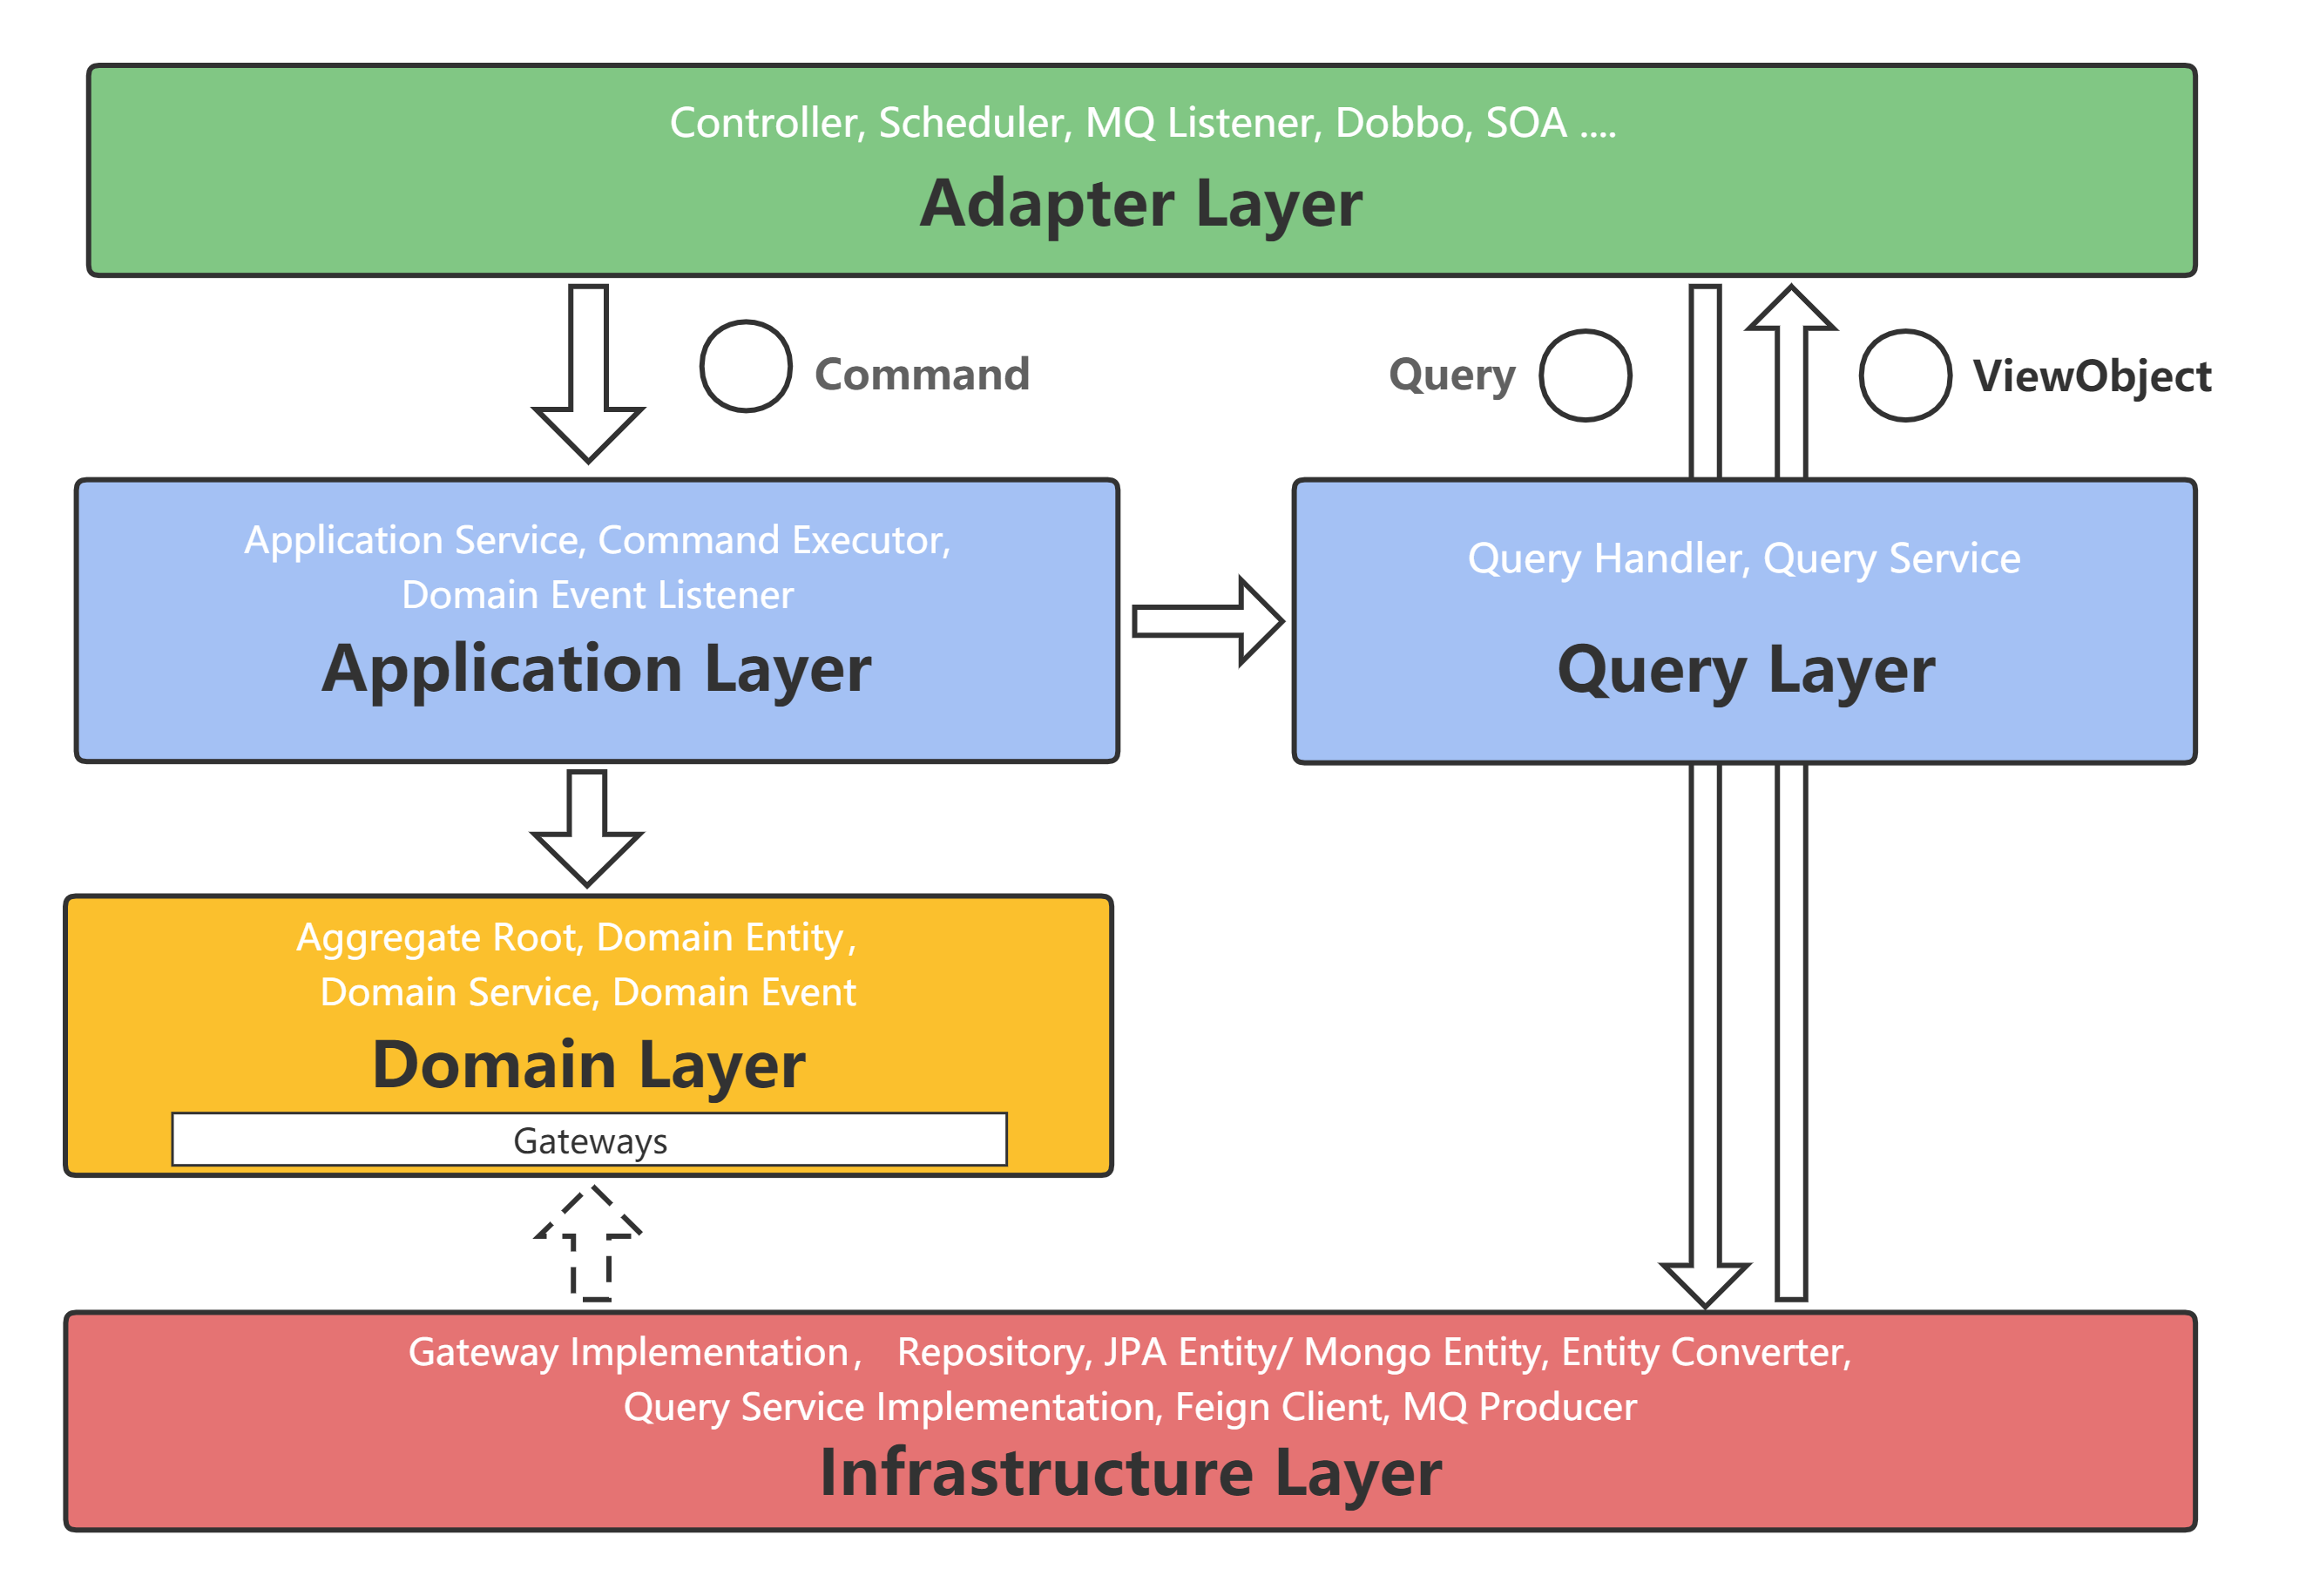 Controller, Scheduler, MQ Listener, Dobbo, SOA ....
Adapter Layer
Command
Query
ViewObject
Application Service, Command Executor,
Domain Event Listener
Application Layer
Query Handler, Query Service
Query Layer
Aggregate Root, Domain Entity,
Domain Service, Domain Event
Domain Layer
Gateways
Gateway Implementation， Repository, JPA Entity/ Mongo Entity, Entity Converter,
Query Service Implementation, Feign Client, MQ Producer
Infrastructure Layer